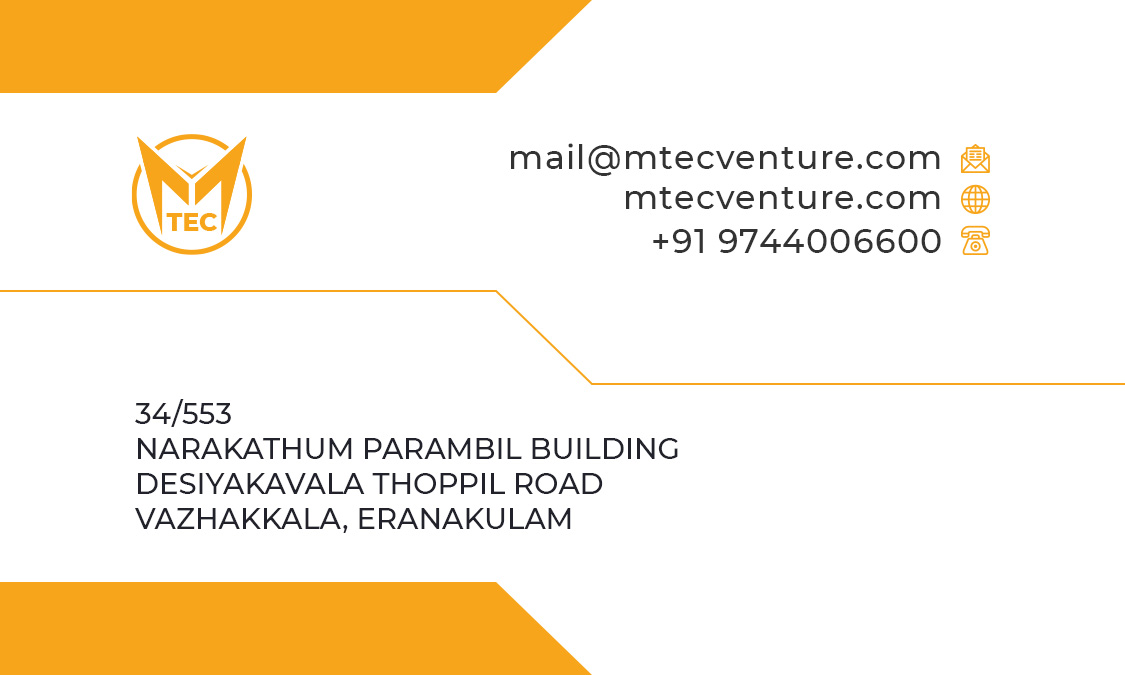 TEC
mail@mtecventure.com
mtecventure.com
+91 9744006600
34/553
NARAKATHUM PARAMBIL BUILDING
DESIYAKAVALA THOPPIL ROAD
VAZHAKKALA, ERANAKULAM